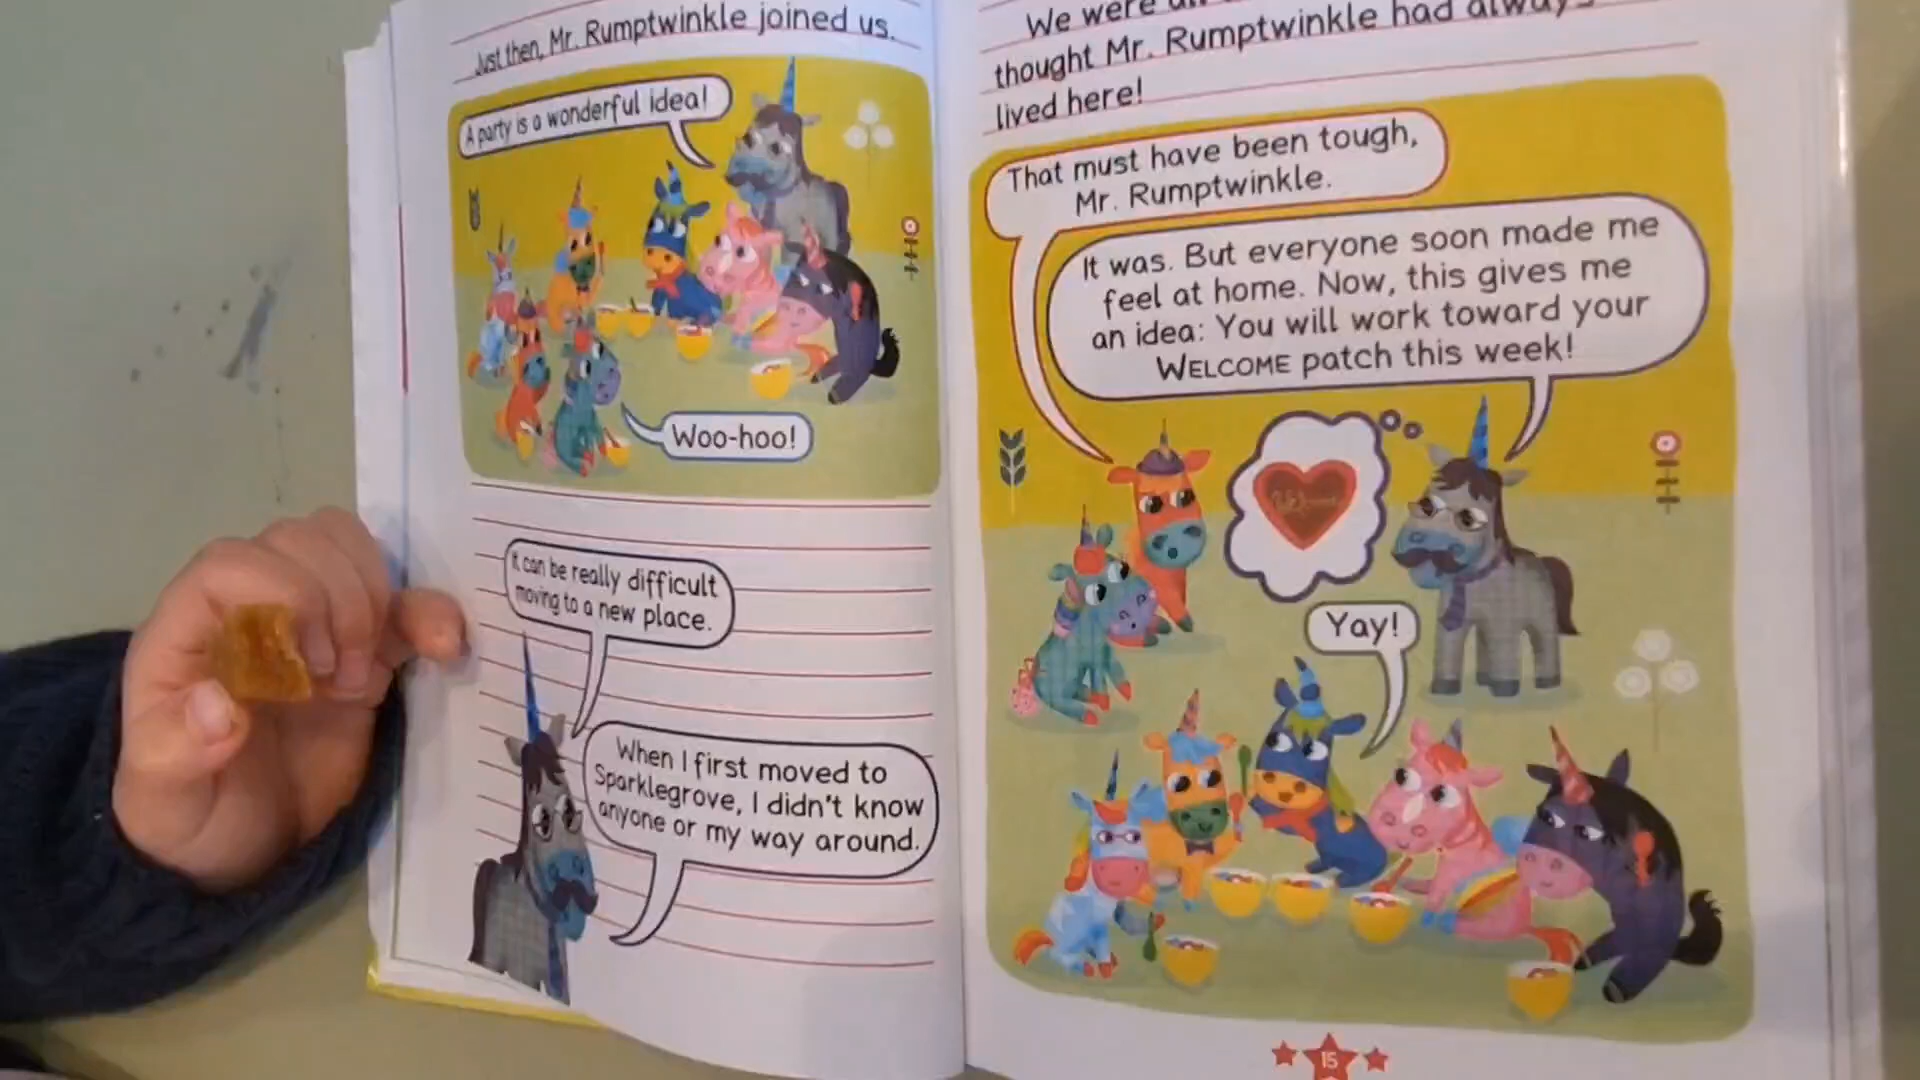 Just then, Mr. Rumptwinkle joined us.
A party is a wonderful idea!
Woo-hoo!
It can be really difficult
moving to a new place.
When I first moved to
Sparklegrove, I didn't know
anyone or my way around.
We were
thought Mr. Rumptwinkle had always
lived here!
That must have been tough,
Mr. Rumptwinkle.
It was. But everyone soon made me
feel at home. Now, this gives me
an idea: You will work toward your
WELCOME patch this week!
Yay!
15